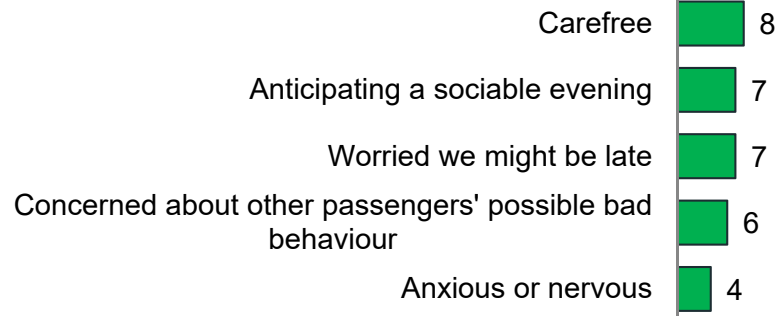 Carefree 8
Anticipating a sociable evening 7
Worried we might be late 7
Concerned about other passengers' possible bad
behaviour 6
Anxious or nervous 4